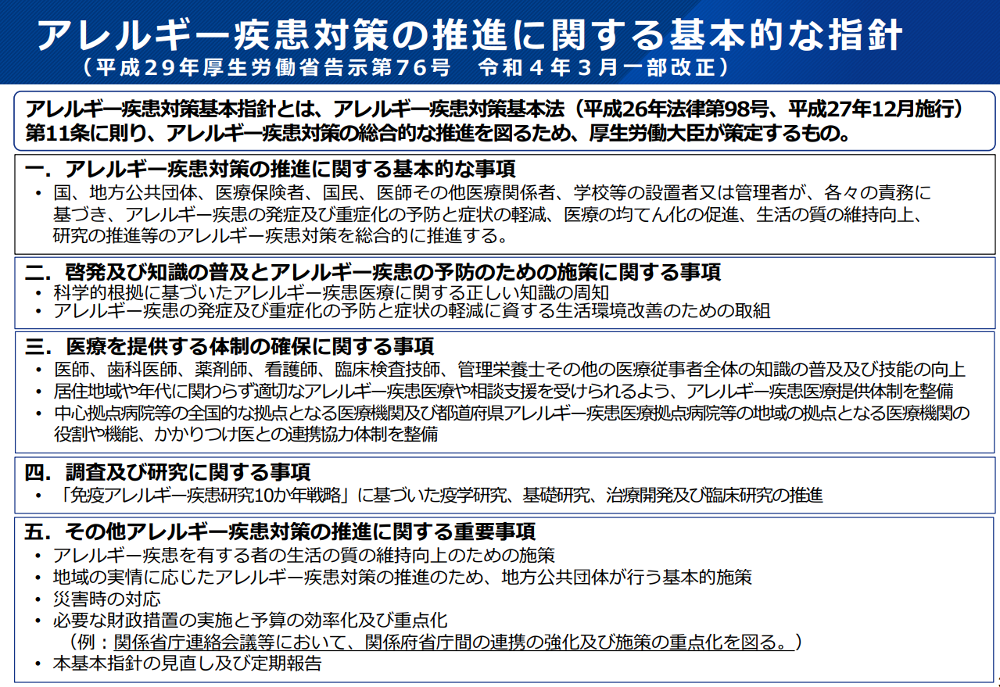 アレルギー疾患対策の推進に関する基本的な指針
（平成29年厚生労働省告示第76号　令和４年３月一部改正）
アレルギー疾患対策基本指針とは、アレルギー疾患対策基本法（平成26年法律第98号、平成27年12月施行）
第11条に則り、アレルギー疾患対策の総合的な推進を図るため、厚生労働大臣が策定するもの。
一．アレルギー疾患対策の推進に関する基本的な事項
• 国、地方公共団体、医療保険者、国民、医師その他医療関係者、学校等の設置者又は管理者が、各々の責務に
基づき、アレルギー疾患の発症及び重症化の予防と症状の軽減、医療の均てん化の促進、生活の質の維持向上、
研究の推進等のアレルギー疾患対策を総合的に推進する。
二．啓発及び知識の普及とアレルギー疾患の予防のための施策に関する事項
• 科学的根拠に基づいたアレルギー疾患医療に関する正しい知識の周知
• アレルギー疾患の発症及び重症化の予防と症状の軽減に資する生活環境改善のための取組
三．医療を提供する体制の確保に関する事項
• 医師、歯科医師、薬剤師、看護師、臨床検査技師、管理栄養士その他の医療従事者全体の知識の普及及び技能の向上
• 居住地域や年代に関わらず適切なアレルギー疾患医療や相談支援を受けられるよう、アレルギー疾患医療提供体制を整備
• 中心拠点病院等の全国的な拠点となる医療機関及び都道府県アレルギー疾患医療拠点病院等の地域の拠点となる医療機関の
役割や機能、かかりつけ医との連携協力体制を整備
四．調査及び研究に関する事項
• 「免疫アレルギー疾患研究10か年戦略」に基づいた疫学研究、基礎研究、治療開発及び臨床研究の推進
五．その他アレルギー疾患対策の推進に関する重要事項
• アレルギー疾患を有する者の生活の質の維持向上のための施策
• 地域の実情に応じたアレルギー疾患対策の推進のため、地方公共団体が行う基本的施策
• 災害時の対応
• 必要な財政措置の実施と予算の効率化及び重点化
（例：関係省庁連絡会議等において、関係府省庁間の連携の強化及び施策の重点化を図る。）
• 本基本指針の見直し及び定期報告